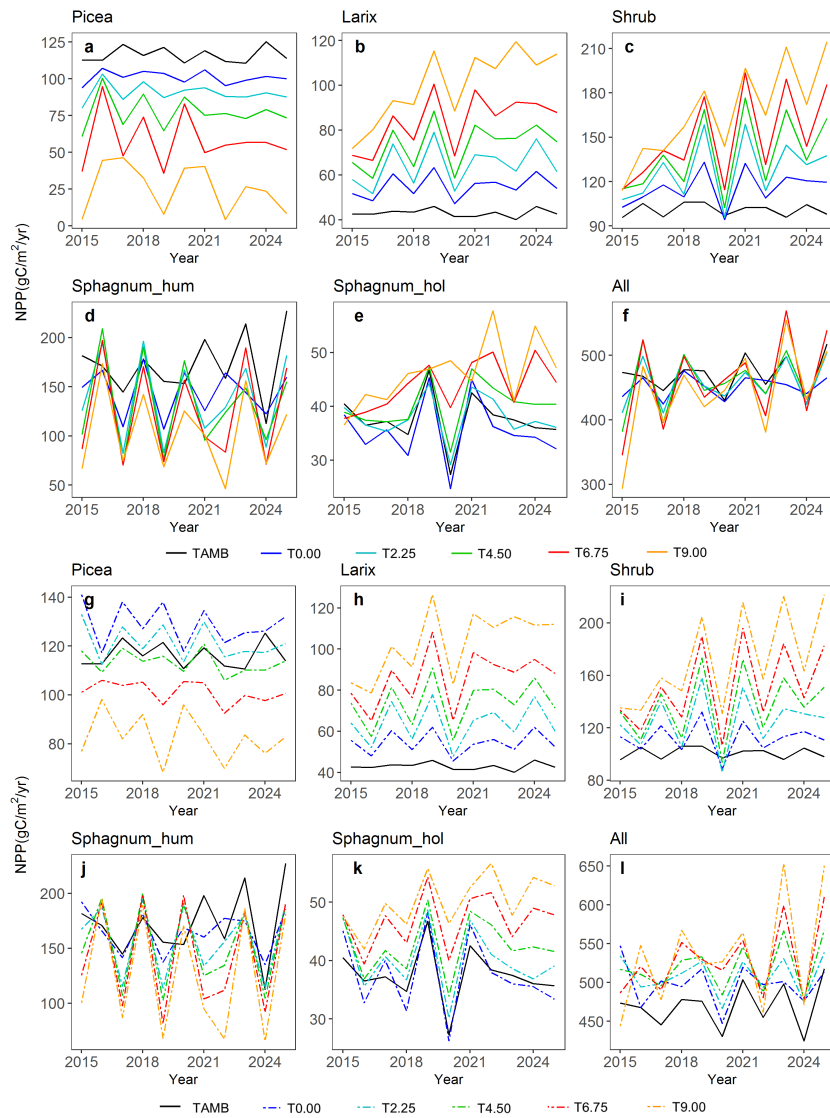 Picea Larix Shrub
a b c
125 120 210
100 100 180
75 80 150
50 60 120
25 40 90
0
2015 2018 2021 2024 2015 2018 2021 2024 2015 2018 2021 2024
Year Year Year
NPP(gC/m²/yr)
Sphagnum_hum Sphagnum_hol All
d e f
200 50 500
150 40 400
100 30 300
50
2015 2018 2021 2024 2015 2018 2021 2024 2015 2018 2021 2024
Year Year Year
TAMB T0.00 T2.25 T4.50 T6.75 T9.00
Picea Larix Shrub
g h i
140 120 200
120 100 160
100 80 120
80 60 80
40
2015 2018 2021 2024 2015 2018 2021 2024 2015 2018 2021 2024
Year Year Year
NPP(gC/m²/yr)
Sphagnum_hum Sphagnum_hol All
j k l
200 50 650
150 40 600
100 30 550
500
450
2015 2018 2021 2024 2015 2018 2021 2024 2015 2018 2021 2024
Year Year Year
TAMB T0.00 T2.25 T4.50 T6.75 T9.00